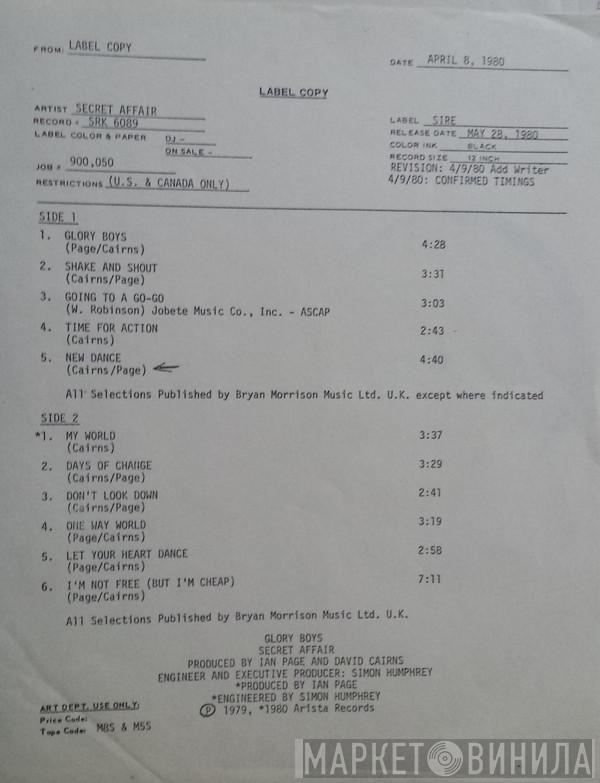 FROM: LABEL COPY
DATE APRIL 8, 1980
LABEL COPY
ARTIST SECRET AFFAIR
RECORD # SRK 6089
LABEL COLOR & PAPER DJ -
ON SALE -
JOB # 900,050
RESTRICTIONS (U.S. & CANADA ONLY)
LABEL SIRE
RELEASE DATE MAY 28, 1980
COLOR INK BLACK
RECORD SIZE 12 INCH
REVISION: 4/9/80 Add Writer
4/9/80: CONFIRMED TIMINGS
SIDE 1
1. GLORY BOYS 4:28
(Page/Cairns)
2. SHAKE AND SHOUT 3:31
(Cairns/Page)
3. GOING TO A GO-GO 3:03
(W. Robinson) Jobete Music Co., Inc. - ASCAP
4. TIME FOR ACTION 2:43
(Cairns)
5. NEW DANCE 4:40
(Cairns/Page)
All Selections Published by Bryan Morrison Music Ltd. U.K. except where indicated
SIDE 2
*1. MY WORLD 3:37
(Cairns)
2. DAYS OF CHANGE 3:29
(Cairns/Page)
3. DON'T LOOK DOWN 2:41
(Cairns/Page)
4. ONE WAY WORLD 3:19
(Page/Cairns)
5. LET YOUR HEART DANCE 2:58
(Page/Cairns)
6. I'M NOT FREE (BUT I'M CHEAP) 7:11
(Page/Cairns)
All Selections Published by Bryan Morrison Music Ltd. U.K.
GLORY BOYS
SECRET AFFAIR
PRODUCED BY IAN PAGE AND DAVID CAIRNS
ENGINEER AND EXECUTIVE PRODUCER: SIMON HUMPHREY
*PRODUCED BY IAN PAGE
*ENGINEERED BY SIMON HUMPHREY
Ⓟ 1979, *1980 Arista Records
ART DEPT. USE ONLY:
Price Code:
Tape Code: M8S & M5S
МАРКЕТ ВИНИЛА